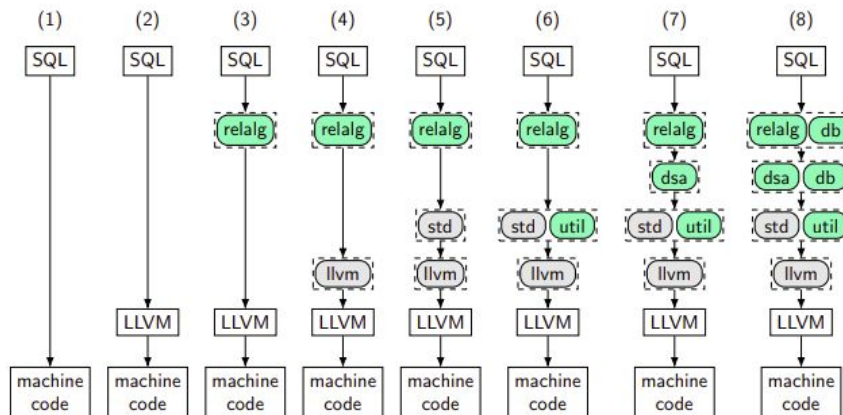 (1) (2) (3) (4) (5) (6) (7) (8)
SQL SQL SQL SQL SQL SQL SQL SQL
relalg relalg relalg relalg relalg relalg db
dsa dsa db
std std util std util std util
llvm llvm llvm llvm llvm
LLVM LLVM LLVM LLVM LLVM LLVM LLVM
machine machine machine machine machine machine machine machine
code code code code code code code code